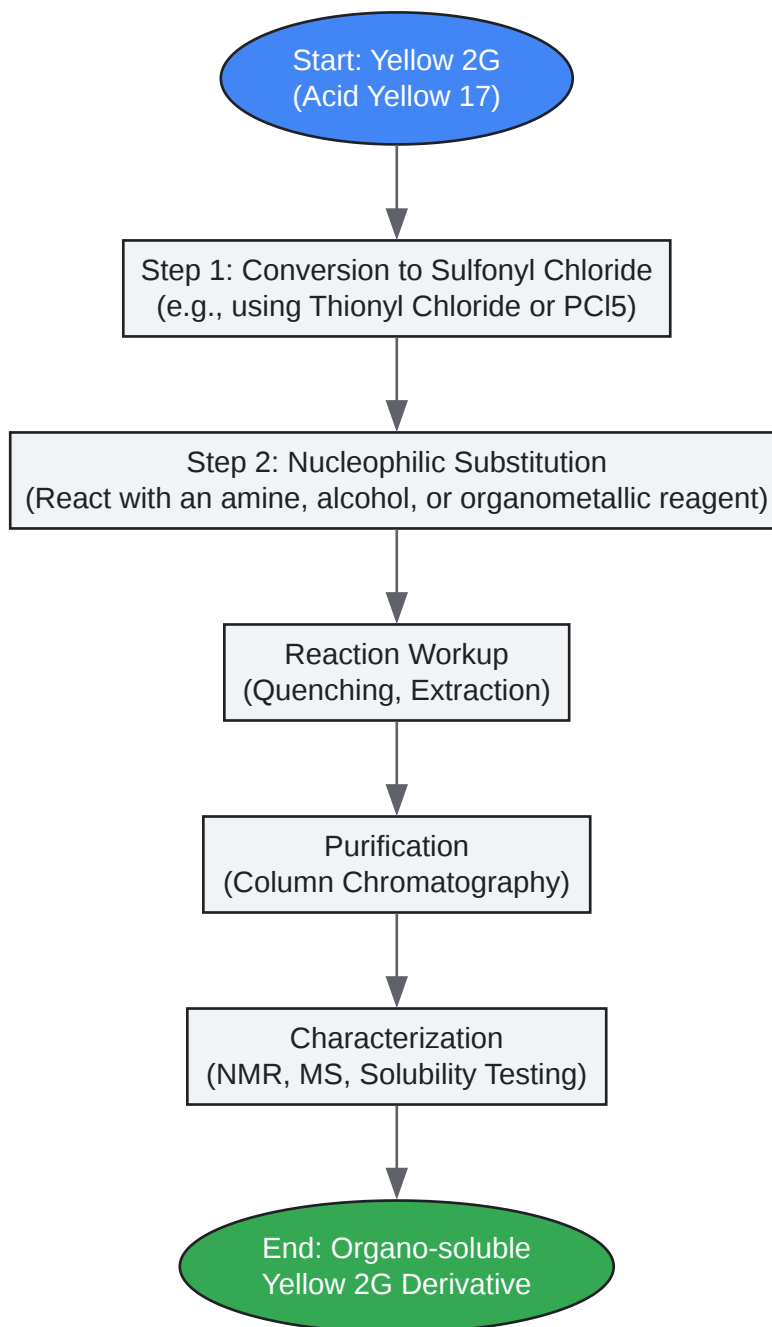 Start: Yellow 2G
(Acid Yellow 17)
Step 1: Conversion to Sulfonyl Chloride
(e.g., using Thionyl Chloride or PCl5)
Step 2: Nucleophilic Substitution
(React with an amine, alcohol, or organometallic reagent)
Reaction Workup
(Quenching, Extraction)
Purification
(Column Chromatography)
Characterization
(NMR, MS, Solubility Testing)
End: Organo-soluble
Yellow 2G Derivative